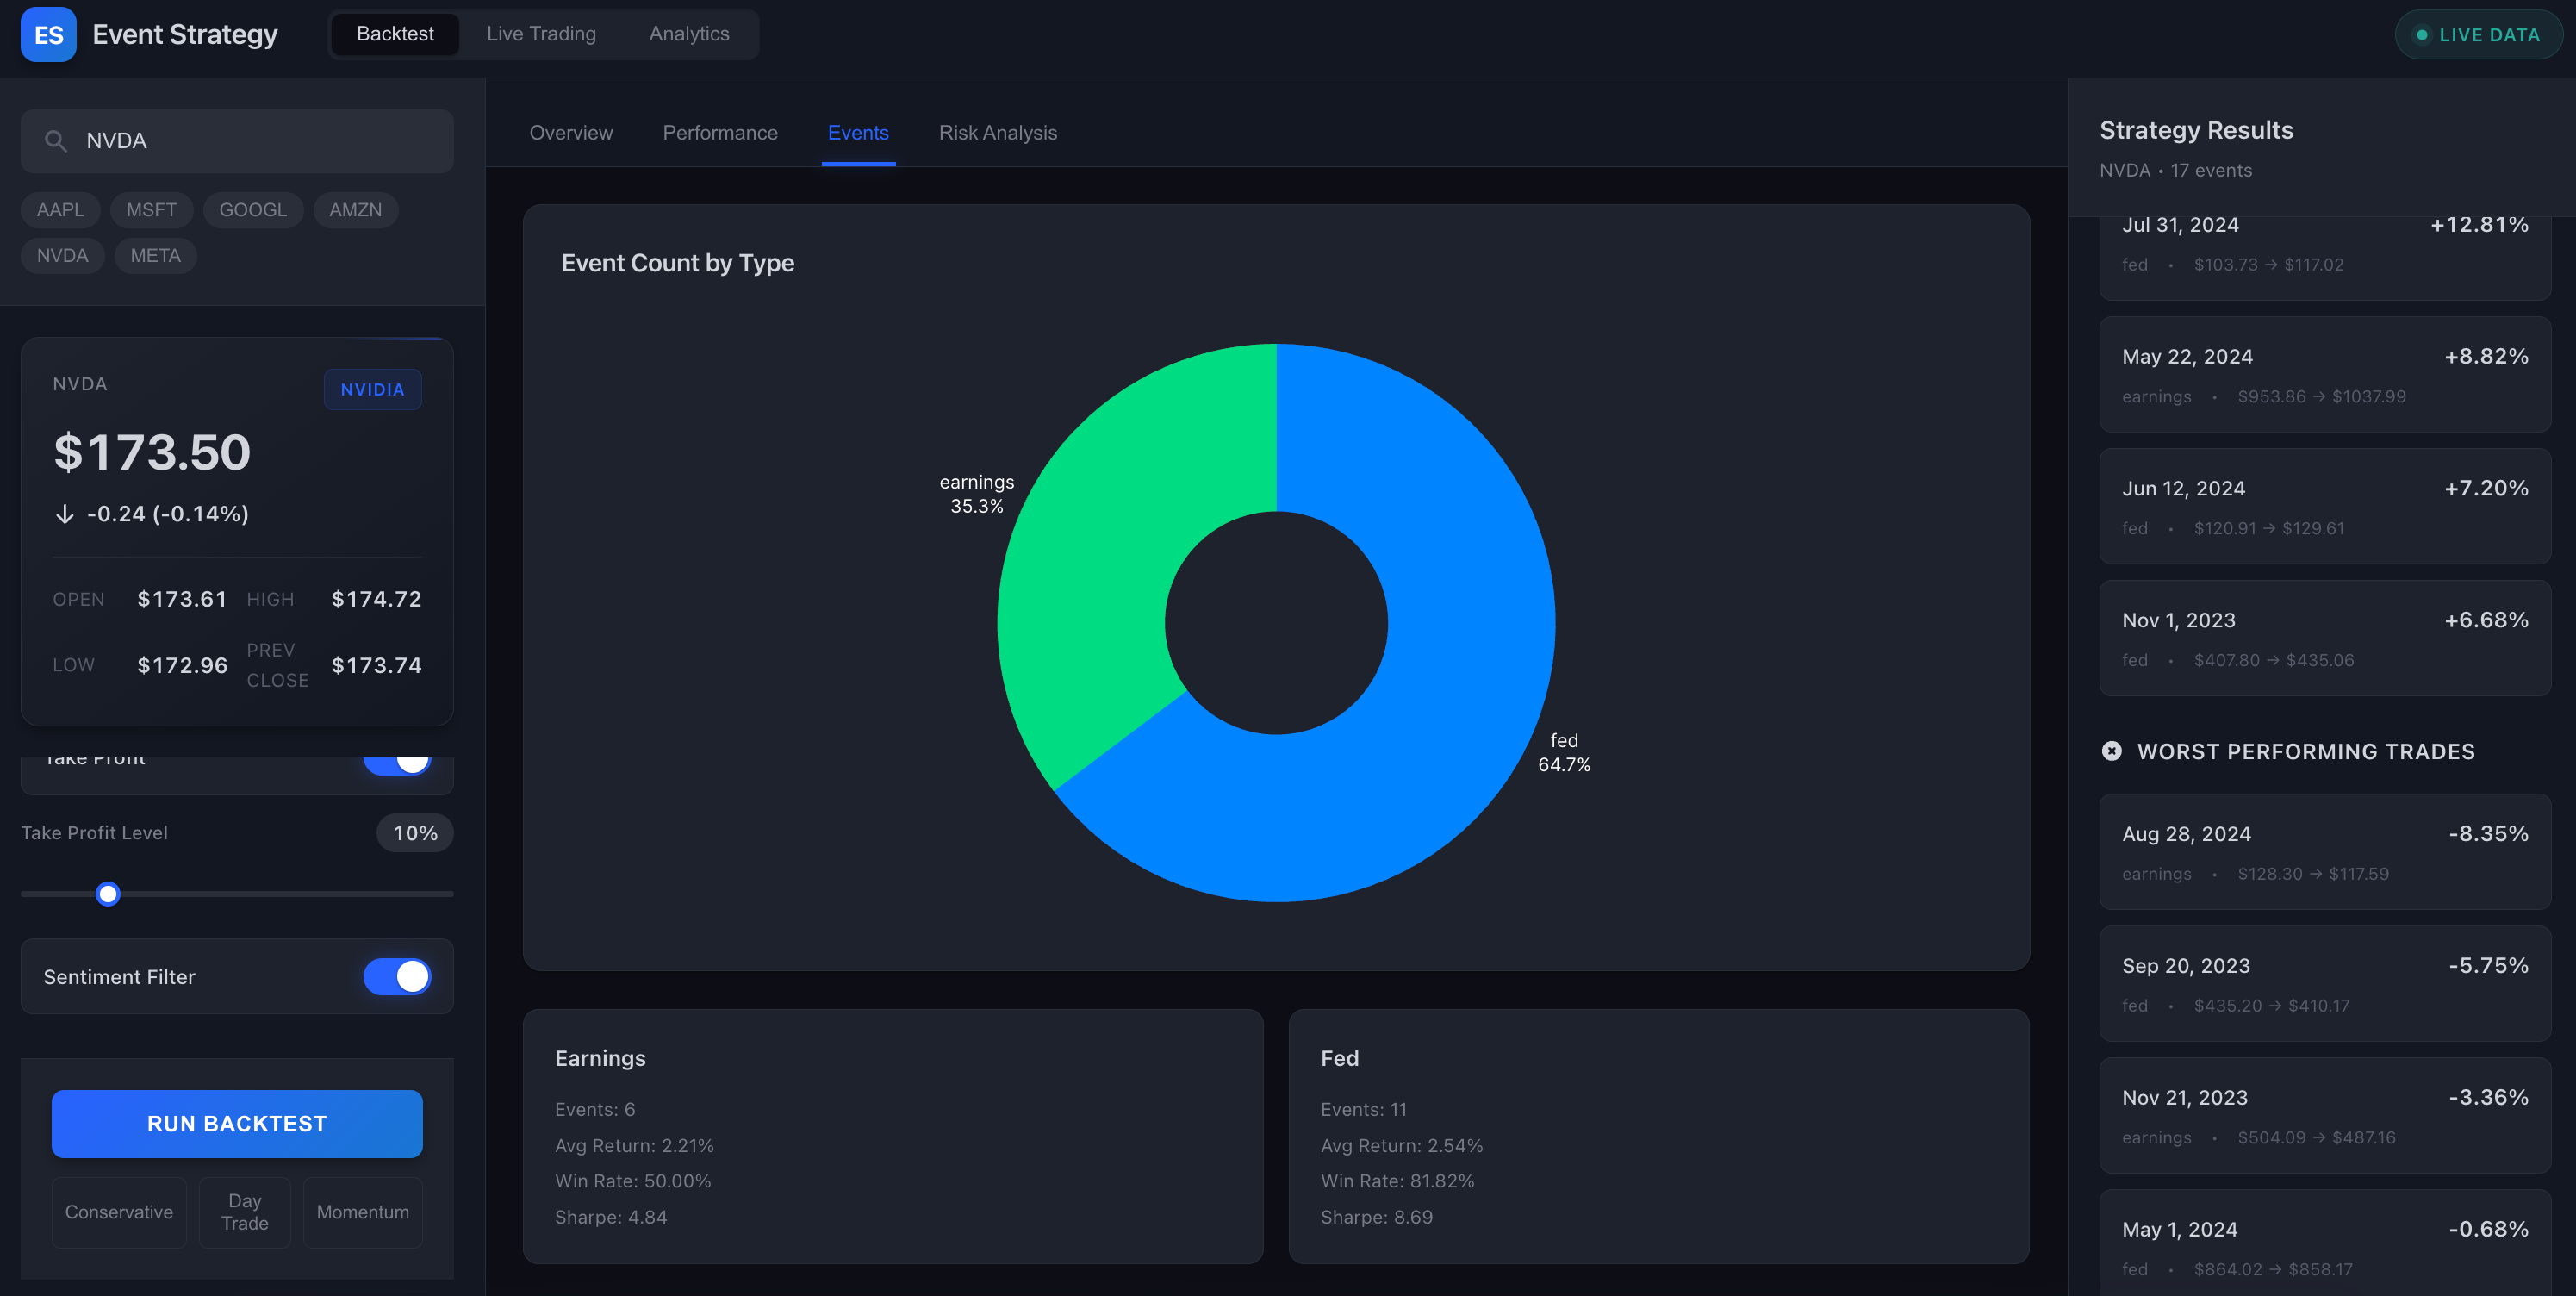 ES Event Strategy
Backtest Live Trading Analytics
LIVE DATA
NVDA
AAPL MSFT GOOGL AMZN
NVDA META
NVDA
NVIDIA
$173.50
↓ -0.24 (-0.14%)
OPEN $173.61 HIGH $174.72
LOW $172.96 PREV CLOSE $173.74
Take Profit
Take Profit Level 10%
Sentiment Filter
RUN BACKTEST
Conservative
Day
Trade
Momentum
Overview Performance Events Risk Analysis
Event Count by Type
earnings
35.3%
fed
64.7%
Earnings
Events: 6
Avg Return: 2.21%
Win Rate: 50.00%
Sharpe: 4.84
Fed
Events: 11
Avg Return: 2.54%
Win Rate: 81.82%
Sharpe: 8.69
Strategy Results
NVDA • 17 events
Jul 31, 2024 +12.81%
fed • $103.73 → $117.02
May 22, 2024 +8.82%
earnings • $953.86 → $1037.99
Jun 12, 2024 +7.20%
fed • $120.91 → $129.61
Nov 1, 2023 +6.68%
fed • $407.80 → $435.06
WORST PERFORMING TRADES
Aug 28, 2024 -8.35%
earnings • $128.30 → $117.59
Sep 20, 2023 -5.75%
fed • $435.20 → $410.17
Nov 21, 2023 -3.36%
earnings • $504.09 → $487.16
May 1, 2024 -0.68%
fed • $864.02 → $858.17